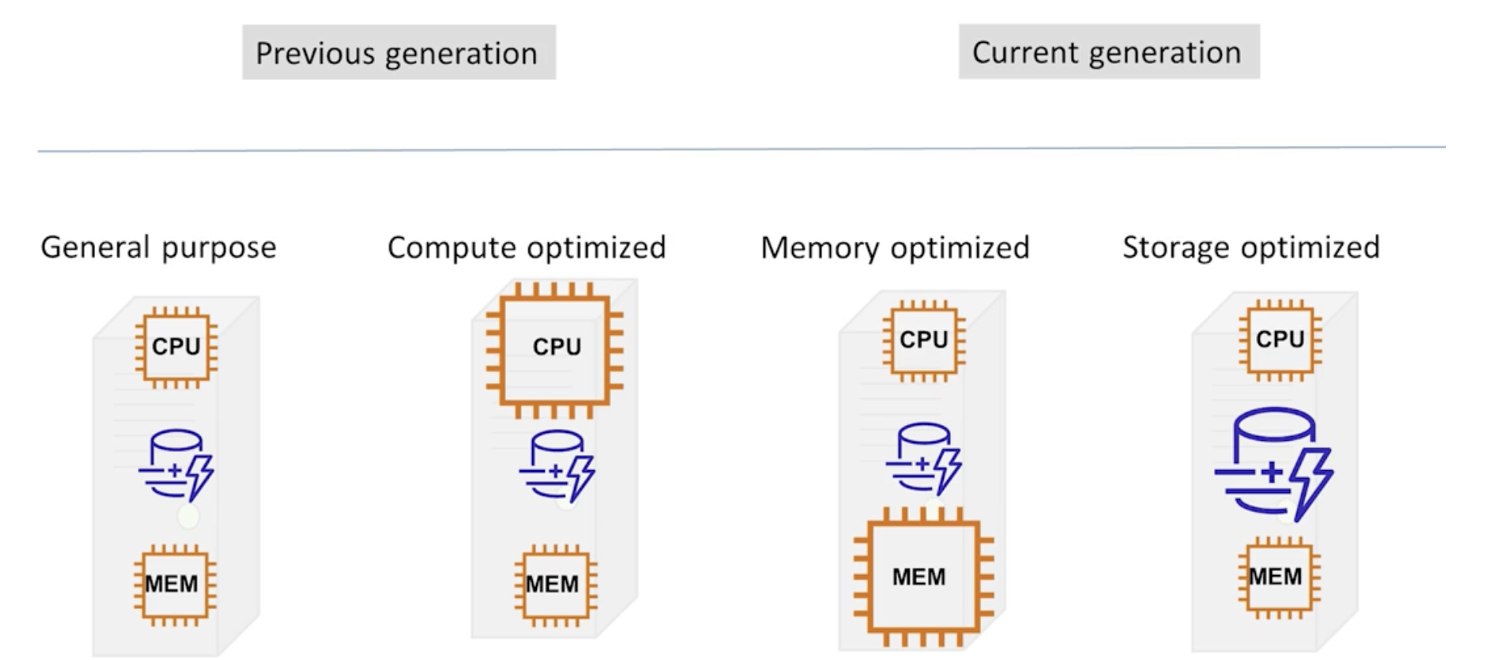 Previous generation
Current generation
General purpose
Compute optimized
Memory optimized
Storage optimized
CPU
CPU
CPU
CPU
MEM
MEM
MEM
MEM